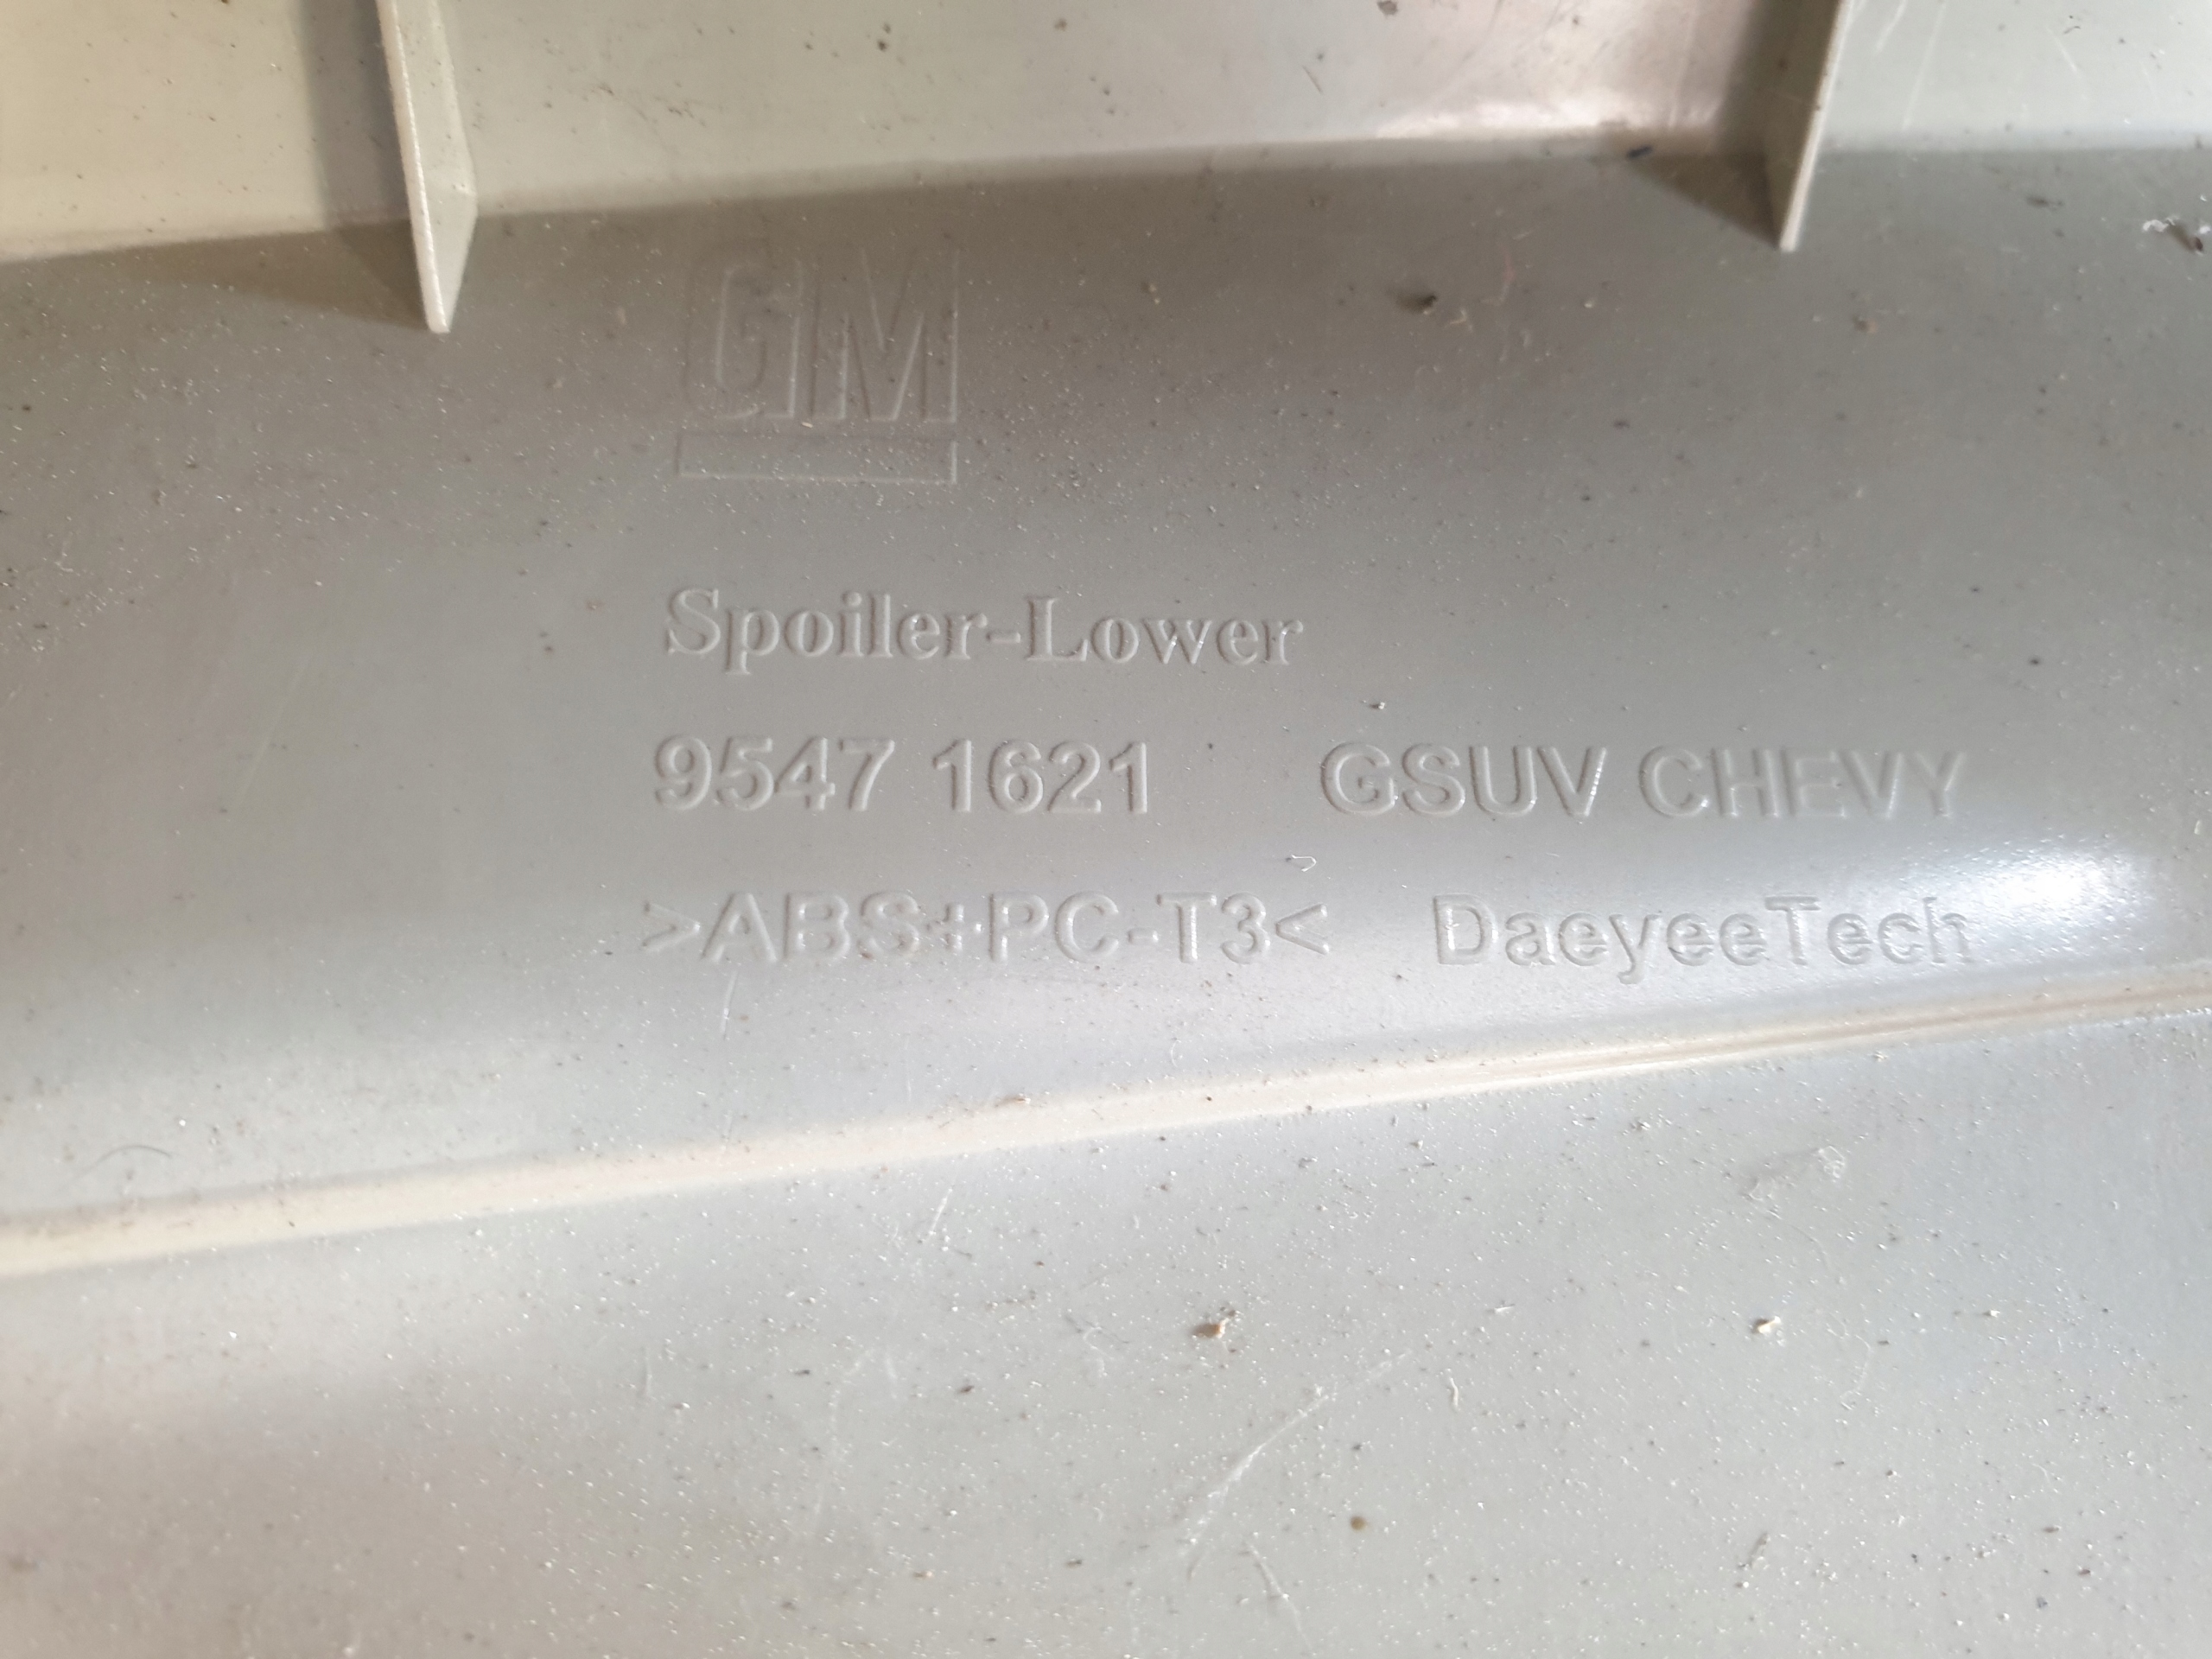 GM
Spoiler-Lower
9547 1621 GSUV CHEVY
>ABS+PC-T3< DaeyeeTech